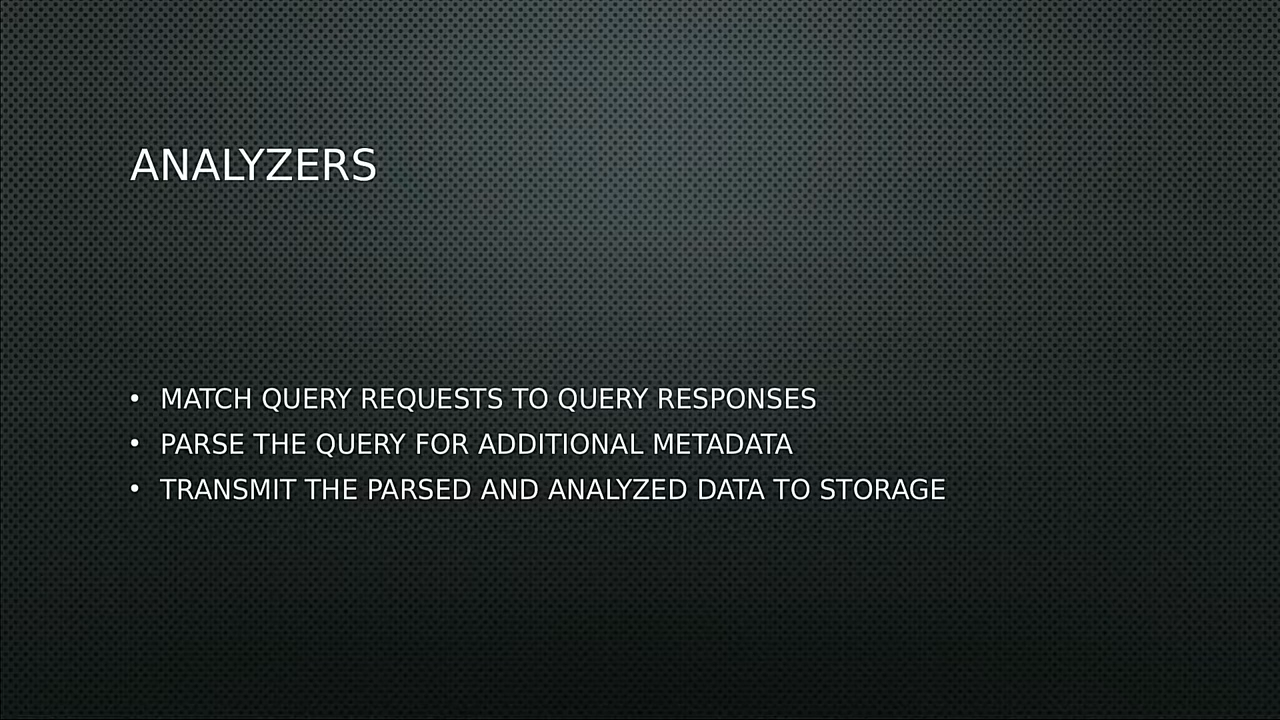 ANALYZERS
• MATCH QUERY REQUESTS TO QUERY RESPONSES
• PARSE THE QUERY FOR ADDITIONAL METADATA
• TRANSMIT THE PARSED AND ANALYZED DATA TO STORAGE